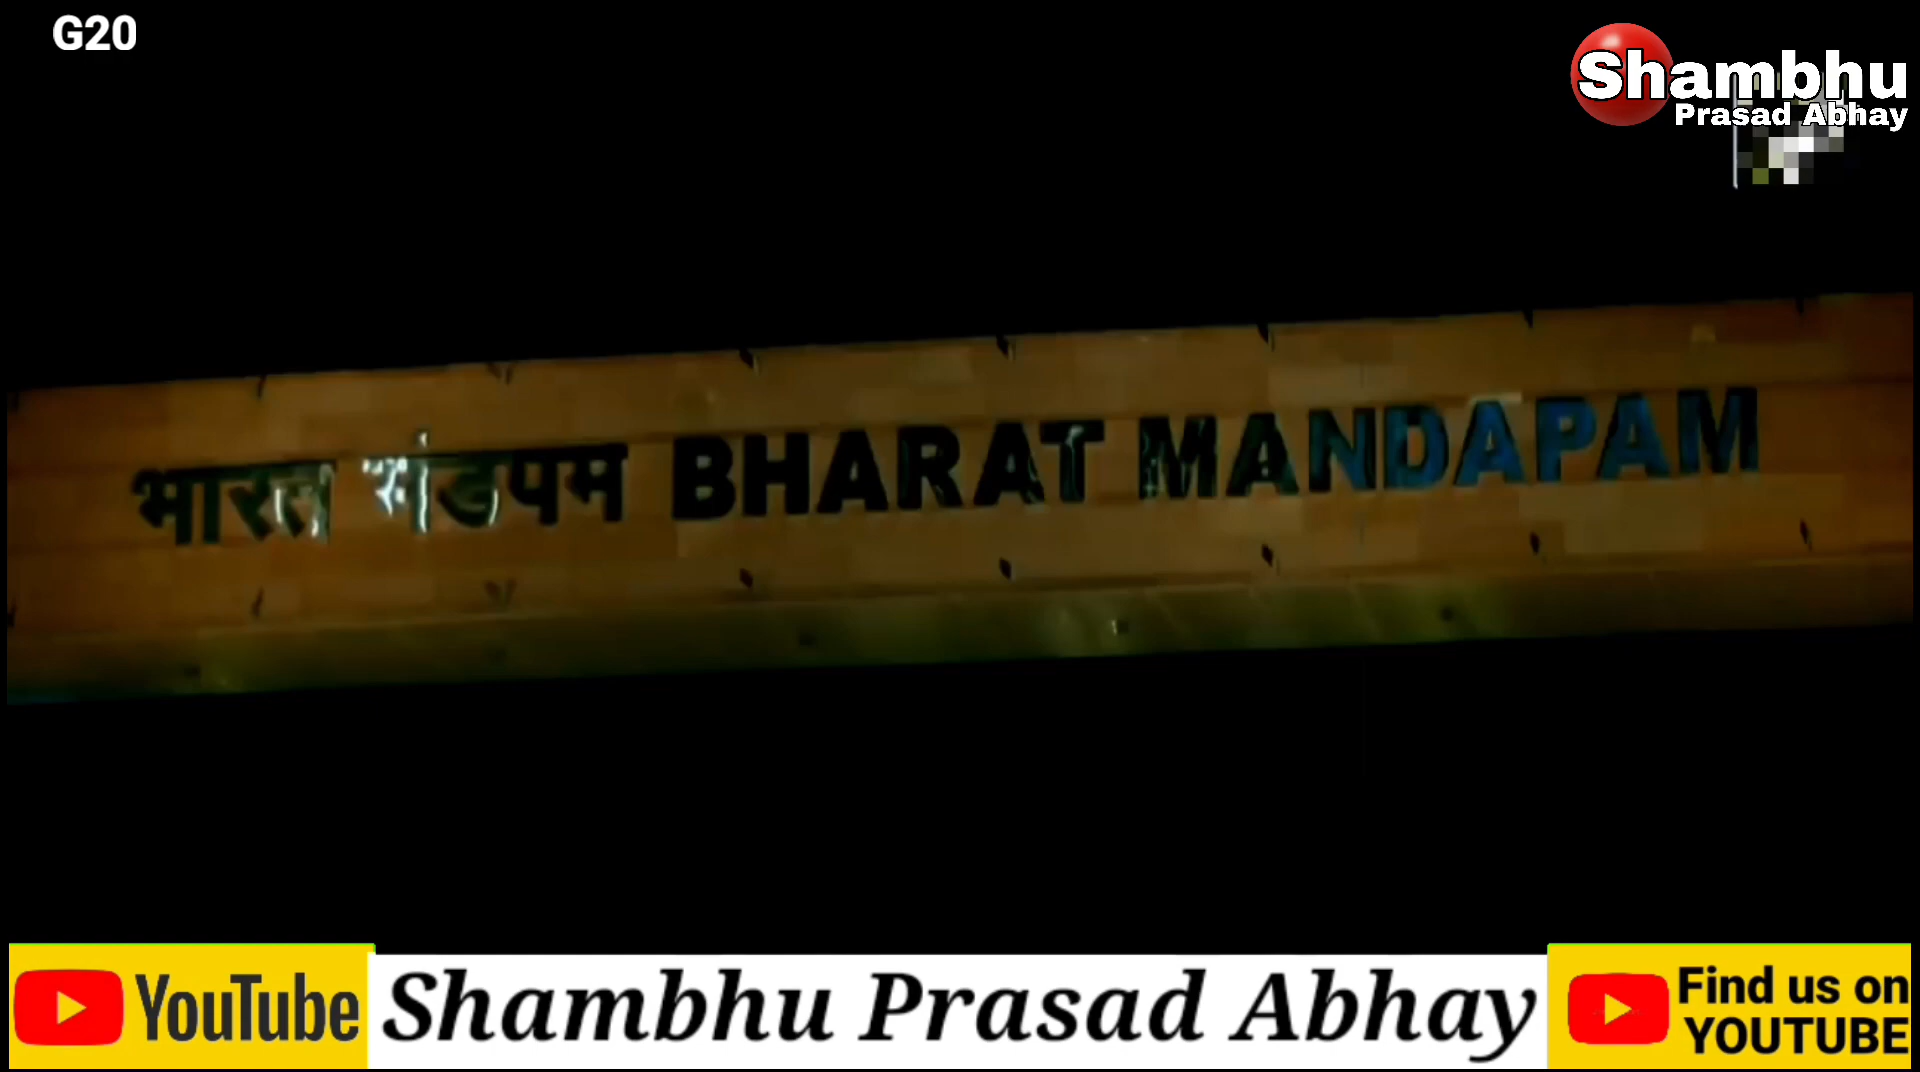 G20
Shambhu
Prasad Abhay
भारत मंडपम BHARAT MANDAPAM
YouTube
Shambhu Prasad Abhay
Find us on
YOUTUBE